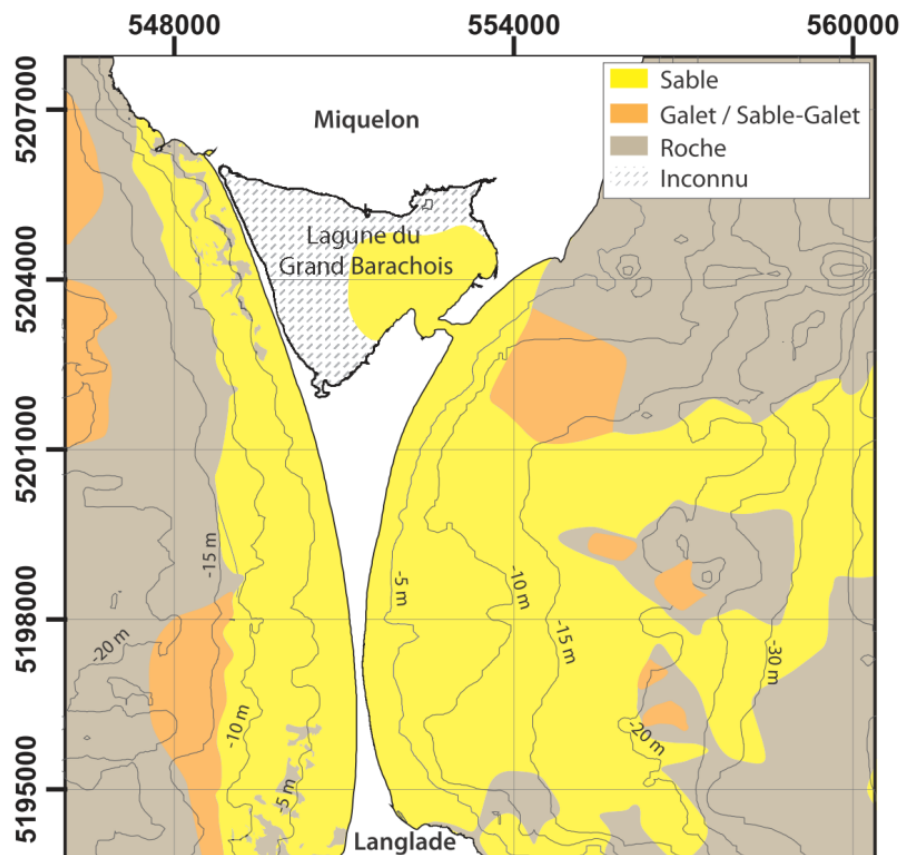 548000
554000
560000
5207000
5204000
5201000
5198000
5195000
Sable
Galet / Sable-Galet
Roche
Inconnu
Miquelon
Lagune du
Grand Barachois
-15 m
-20 m
-10 m
-5 m
-5 m
-10 m
-15 m
-20 m
-30 m
Langlade